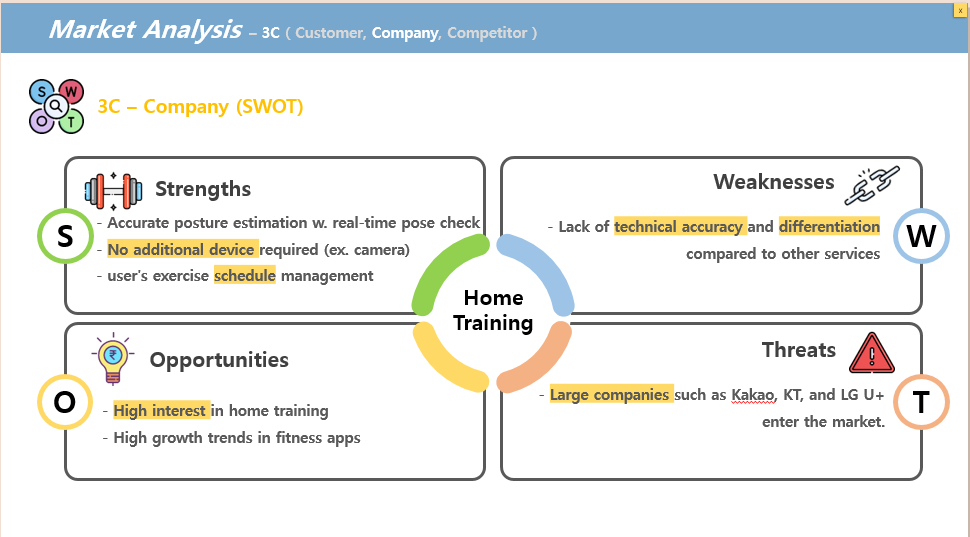 Market Analysis – 3C ( Customer, Company, Competitor )
x
S W
O T
3C – Company (SWOT)
Strengths
- Accurate posture estimation w. real-time pose check
- No additional device required (ex. camera)
- user's exercise schedule management
S
Weaknesses
- Lack of technical accuracy and differentiation
compared to other services
W
Home
Training
Opportunities
- High interest in home training
- High growth trends in fitness apps
O
₹
Threats
!
- Large companies such as Kakao, KT, and LG U+
enter the market.
T